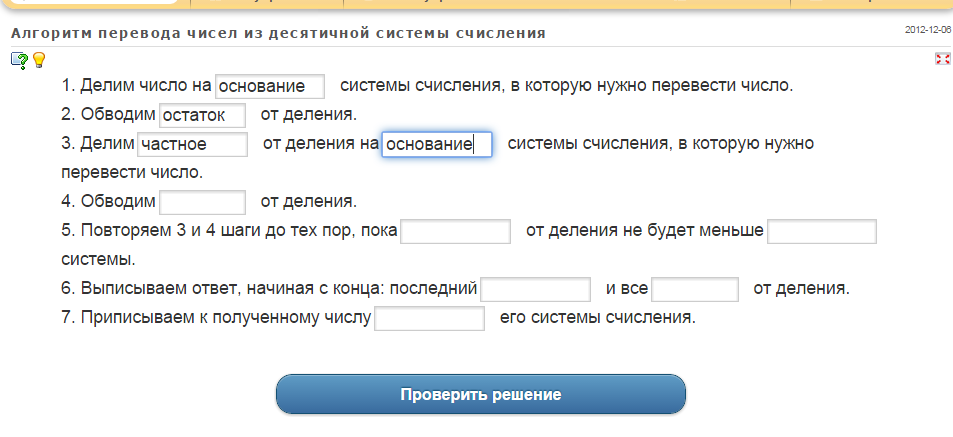 Алгоритм перевода чисел из десятичной системы счисления
2012-12-06
1. Делим число на основание системы счисления, в которую нужно перевести число.
2. Обводим остаток от деления.
3. Делим частное от деления на основание системы счисления, в которую нужно
перевести число.
4. Обводим от деления.
5. Повторяем 3 и 4 шаги до тех пор, пока от деления не будет меньше
системы.
6. Выписываем ответ, начиная с конца: последний и все от деления.
7. Приписываем к полученному числу его системы счисления.
Проверить решение